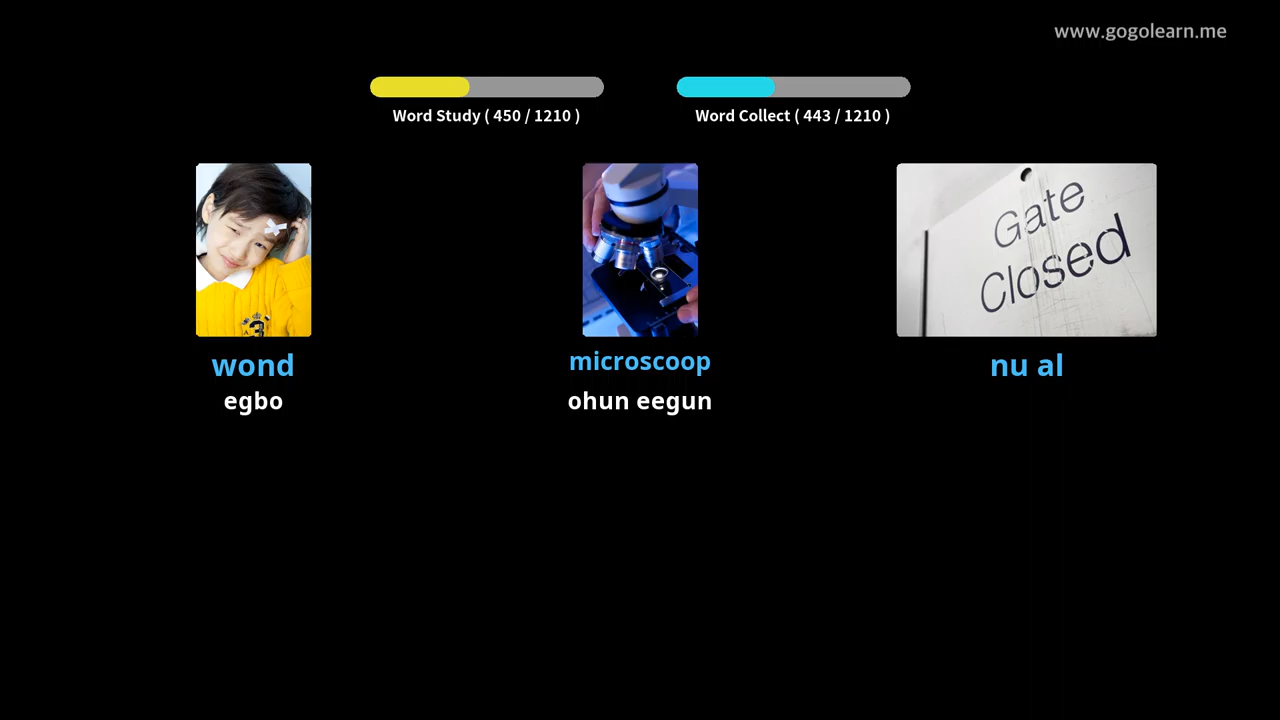 www.gogolearn.me
Word Study ( 450 / 1210 )
Word Collect ( 443 / 1210 )
3
Gate
Closed
wond
egbo
microscoop
ohun eegun
nu al